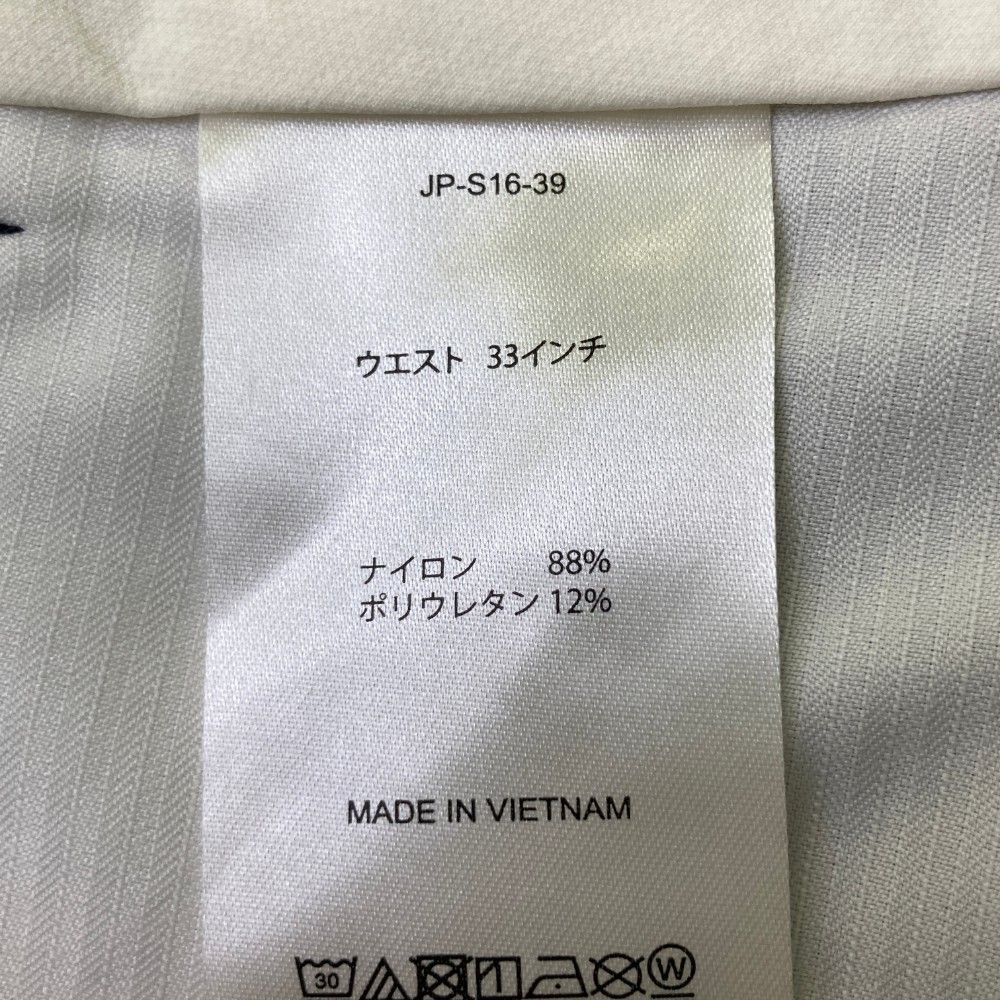 JP-S16-39
ウエスト 33インチ
ナイロン 88%
ポリウレタン 12%
MADE IN VIETNAM
30 W